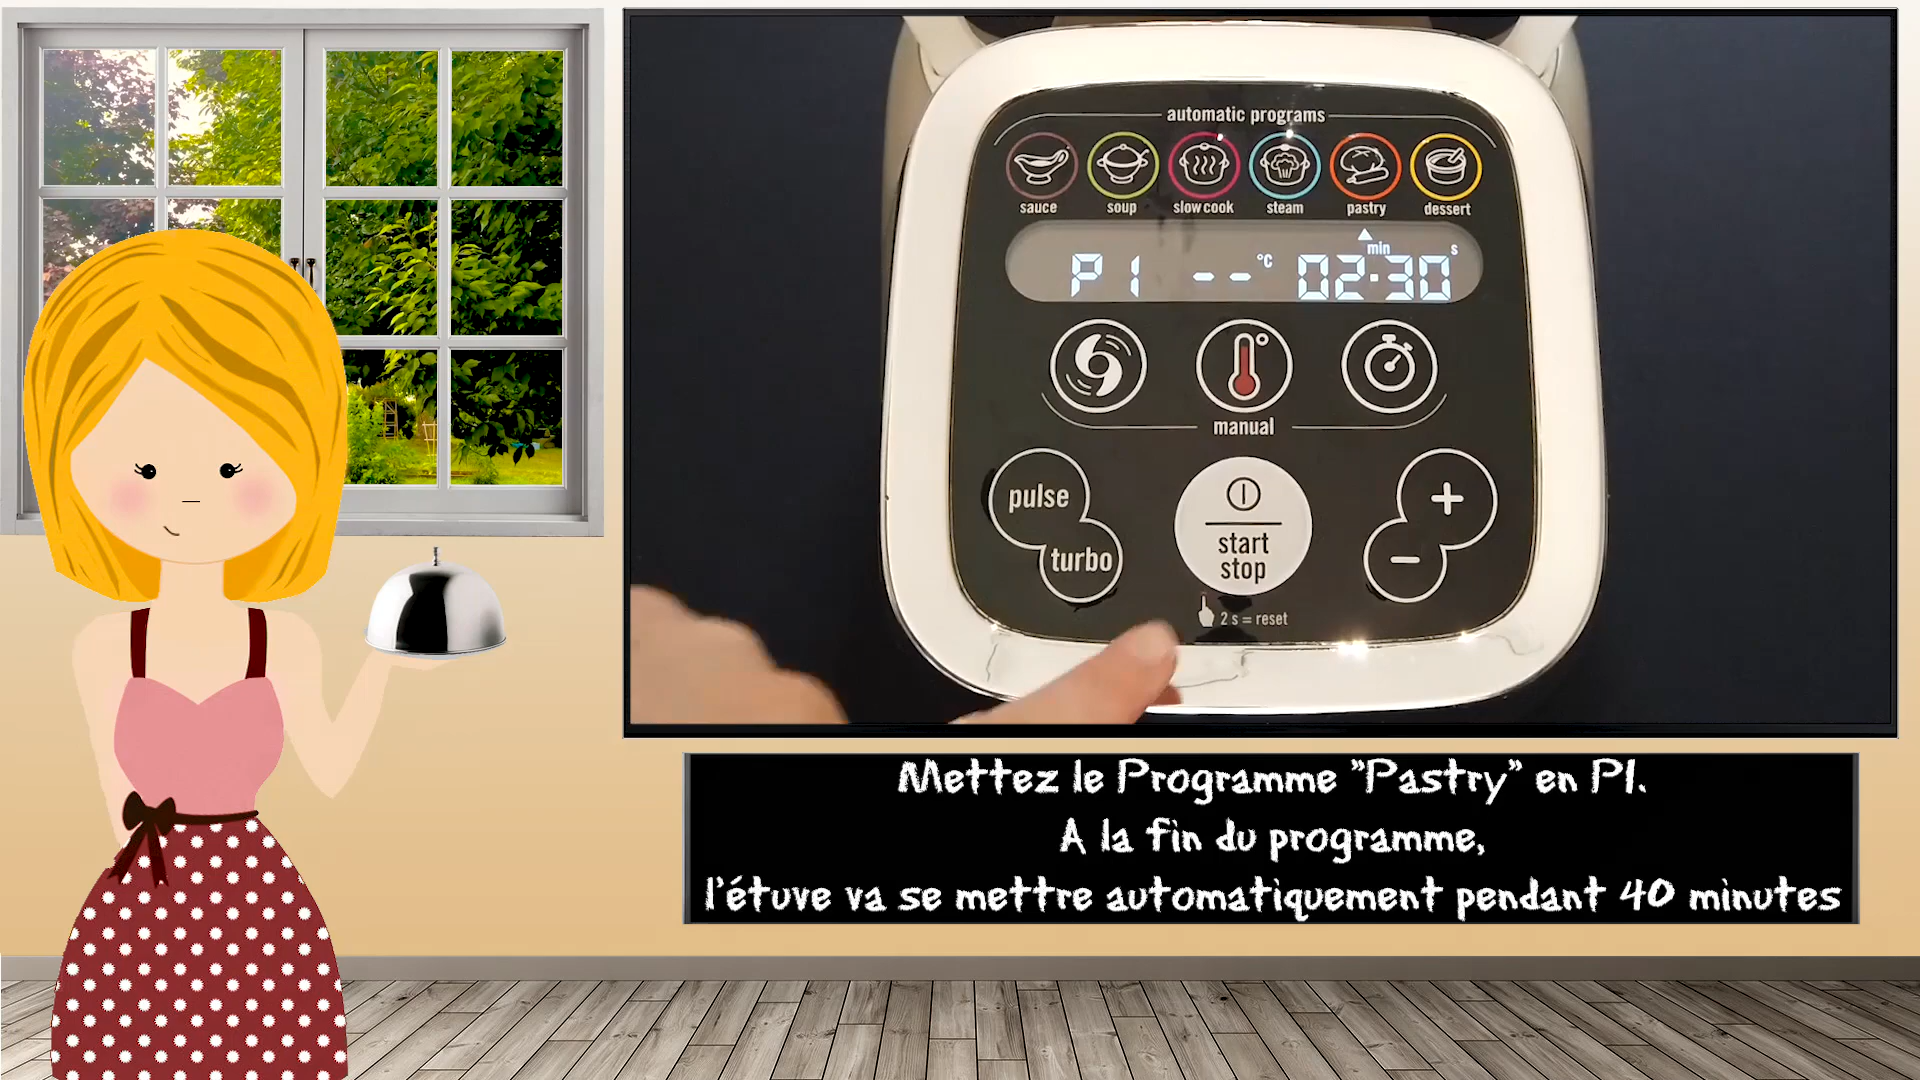 automatic programs
sauce soup slow cook steam pastry dessert
min s
P1 -- °C 02:30
manual
pulse
turbo
start
stop
+
-
2 s = reset
Mettez le Programme "Pastry" en P1.
A la fin du programme,
l'étuve va se mettre automatiquement pendant 40 minutes